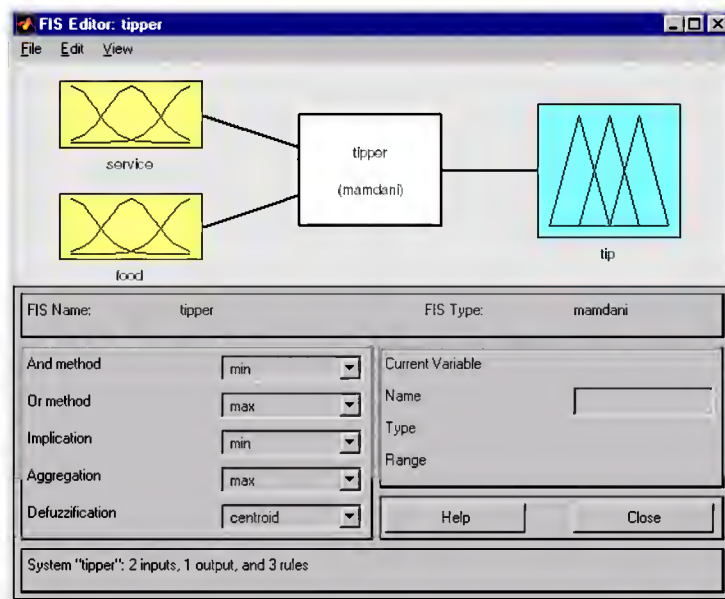 FIS Editor: tipper
File Edit View
service
food
tipper
(mamdani)
tip
FIS Name: tipper FIS Type: mamdani
And method min
Or method max
Implication min
Aggregation max
Defuzzification centroid
Current Variable
Name
Type
Range
Help Close
System "tipper": 2 inputs, 1 output, and 3 rules